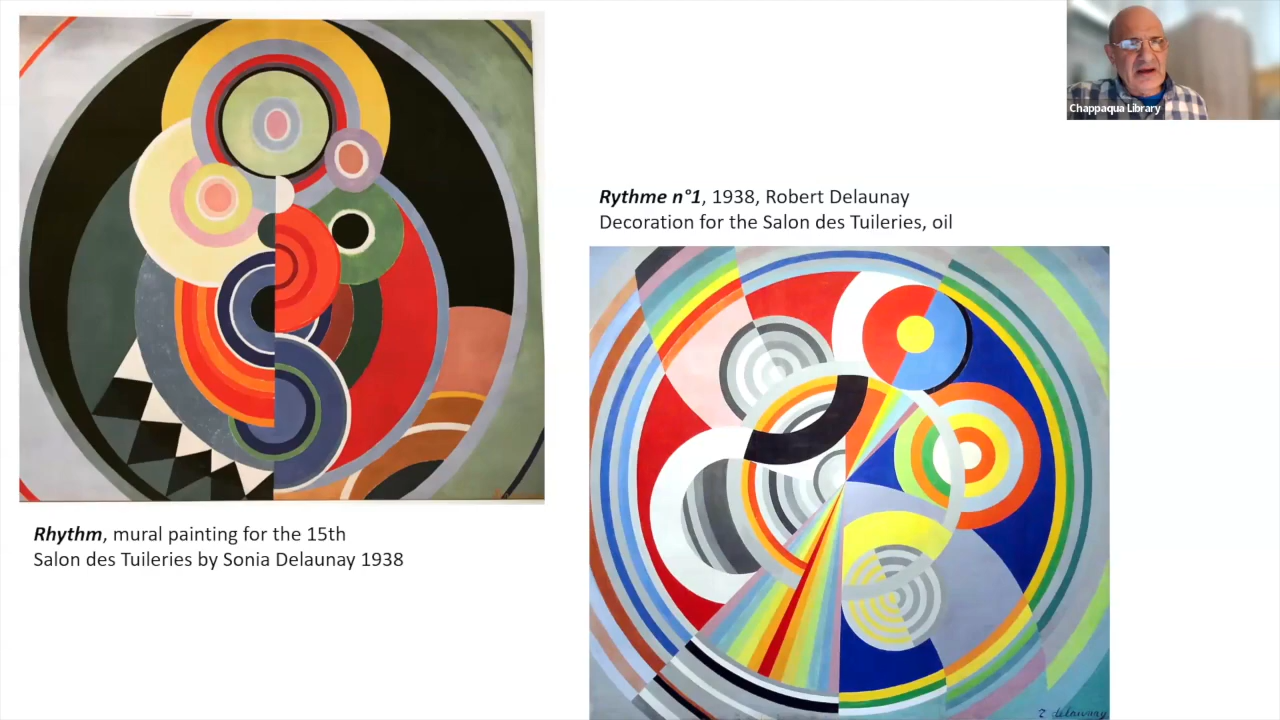 Chappaqua Library
Rythme n°1, 1938, Robert Delaunay
Decoration for the Salon des Tuileries, oil
Rhythm, mural painting for the 15th
Salon des Tuileries by Sonia Delaunay 1938
r delaunay